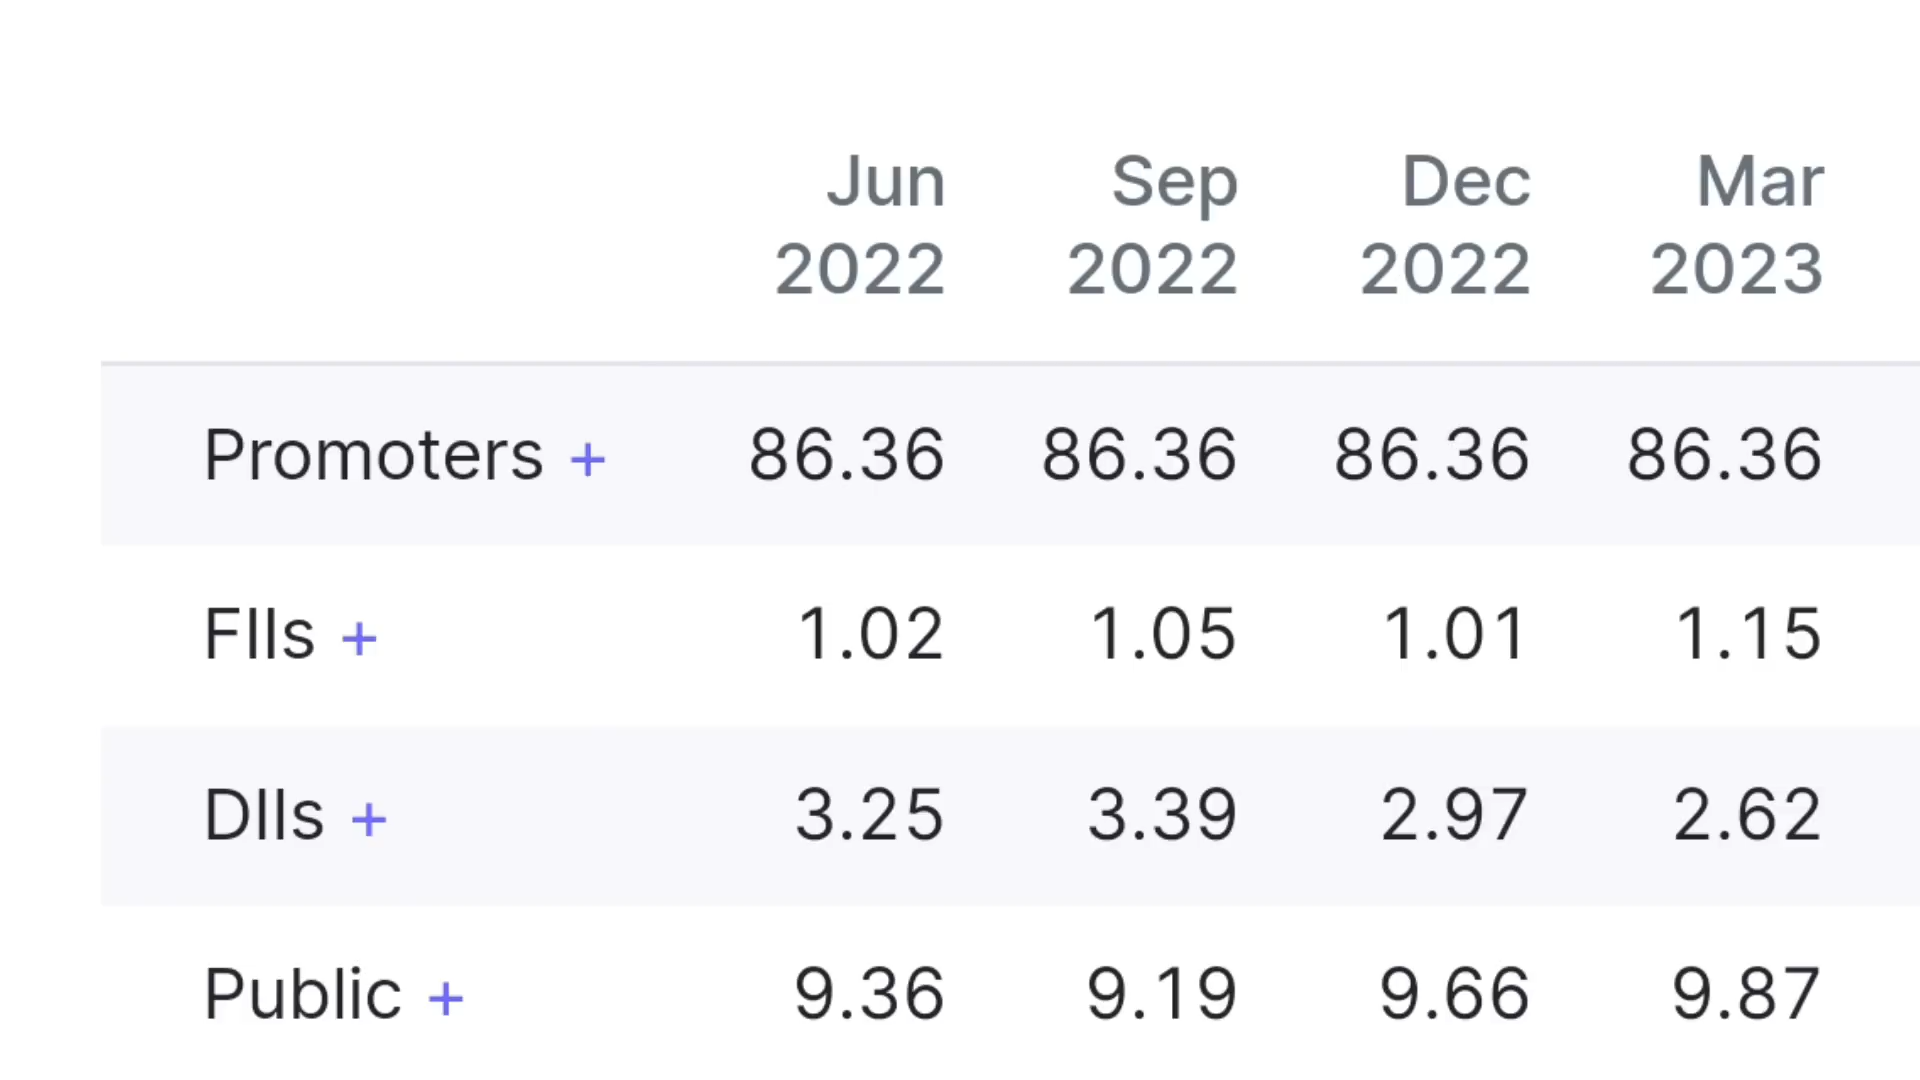 Jun Sep Dec Mar
2022 2022 2022 2023
Promoters + 86.36 86.36 86.36 86.36
FIIs + 1.02 1.05 1.01 1.15
DIIs + 3.25 3.39 2.97 2.62
Public + 9.36 9.19 9.66 9.87